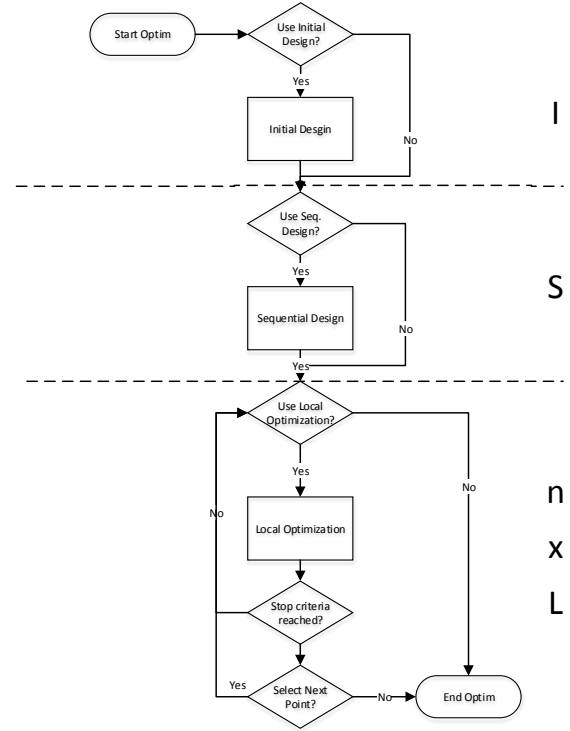 Start Optim
Use Initial
Design?
Yes
Initial Desgin
No
I
Use Seq.
Design?
Yes
Sequential Design
No
Yes
S
Use Local
Optimization?
Yes
No
No
Local Optimization
n
x
L
Stop criteria
reached?
Yes
Select Next
Point?
No
End Optim